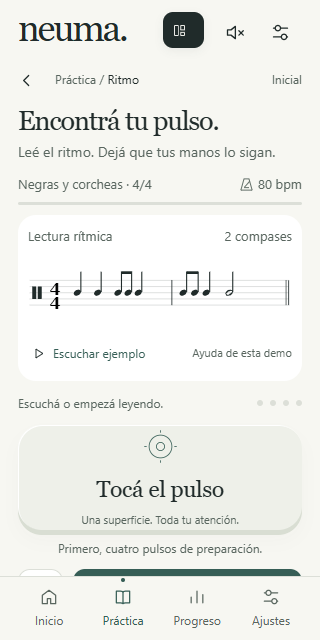 neuma.
Práctica / Ritmo
Inicial
Encontrá tu pulso.
Leé el ritmo. Dejá que tus manos lo sigan.
Negras y corcheas · 4/4
80 bpm
Lectura rítmica
2 compases
4
4
Escuchar ejemplo
Ayuda de esta demo
Escuchá o empezá leyendo.
Tocá el pulso
Una superficie. Toda tu atención.
Primero, cuatro pulsos de preparación.
Inicio
Práctica
Progreso
Ajustes